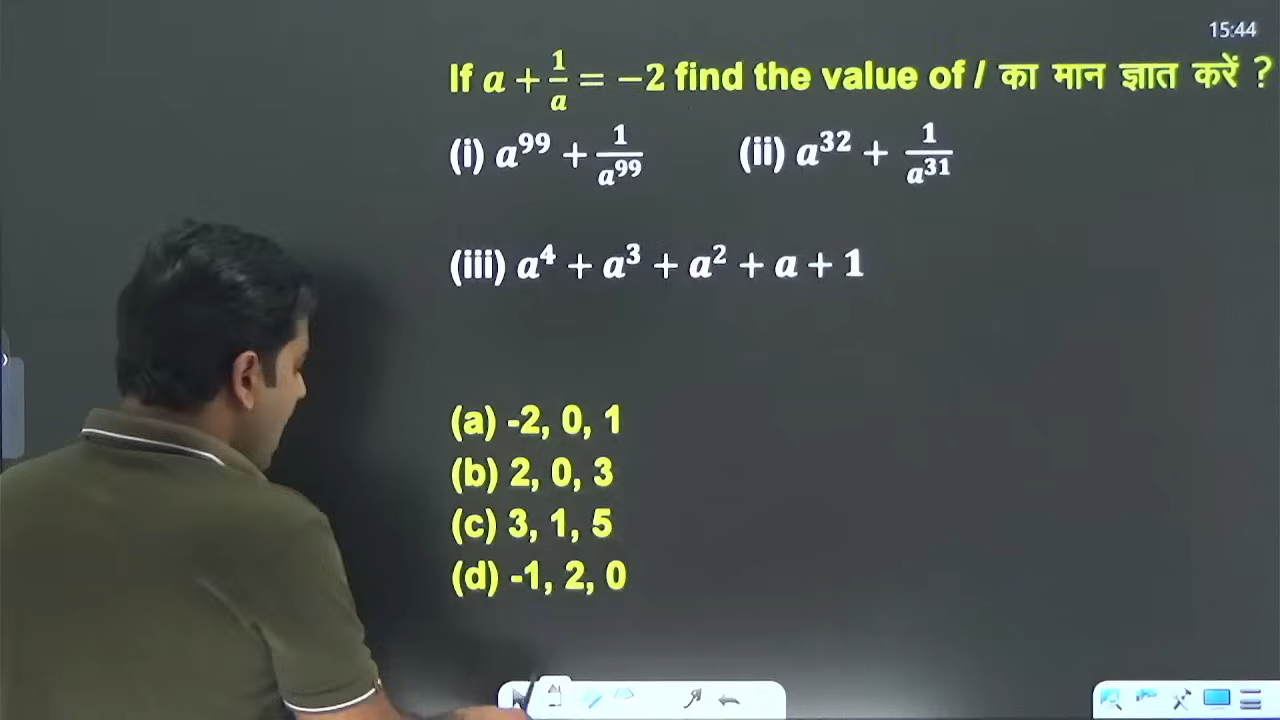 15:44
If a + 1/a = −2 find the value of / का मान ज्ञात करें ?
(i) a^99 + 1/a^99 (ii) a^32 + 1/a^31
(iii) a^4 + a^3 + a^2 + a + 1
(a) -2, 0, 1
(b) 2, 0, 3
(c) 3, 1, 5
(d) -1, 2, 0